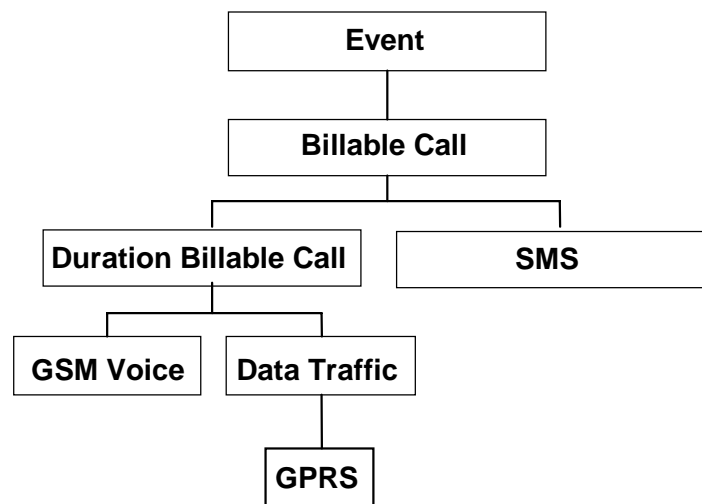 Event
Billable Call
Duration Billable Call
SMS
GSM Voice
Data Traffic
GPRS